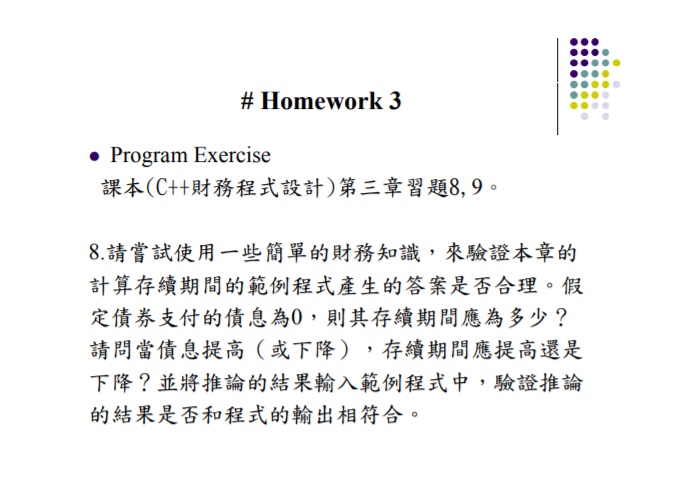 # Homework 3
● Program Exercise
課本(C++財務程式設計)第三章習題8, 9。
8.請嘗試使用一些簡單的財務知識，來驗證本章的
計算存續期間的範例程式產生的答案是否合理。假
定債券支付的債息為0，則其存續期間應為多少？
請問當債息提高（或下降），存續期間應提高還是
下降？並將推論的結果輸入範例程式中，驗證推論
的結果是否和程式的輸出相符合。